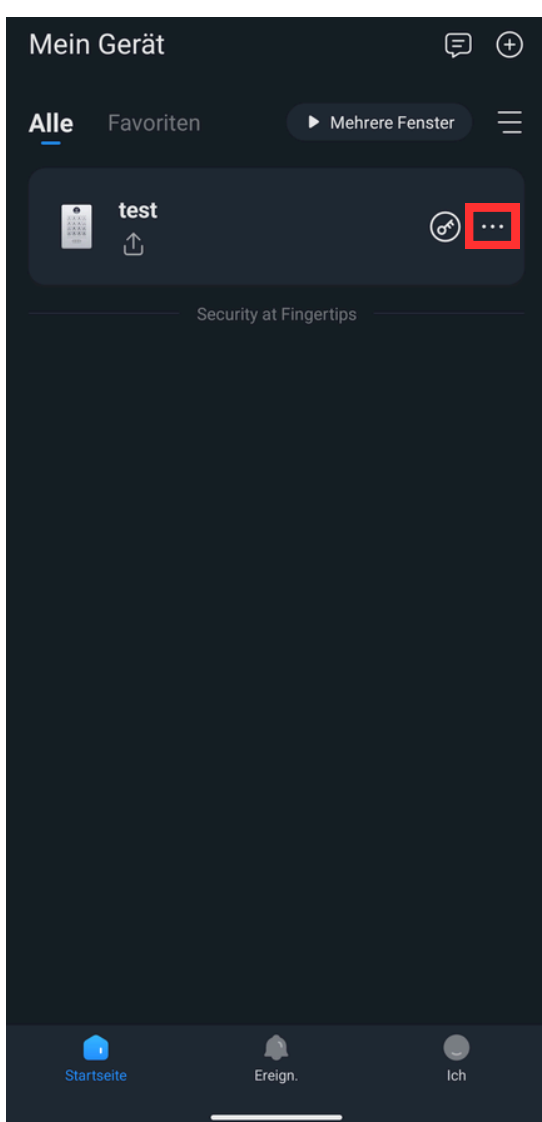 Mein Gerät
Alle
Favoriten
Mehrere Fenster
test
Security at Fingertips
Startseite
Ereign.
Ich